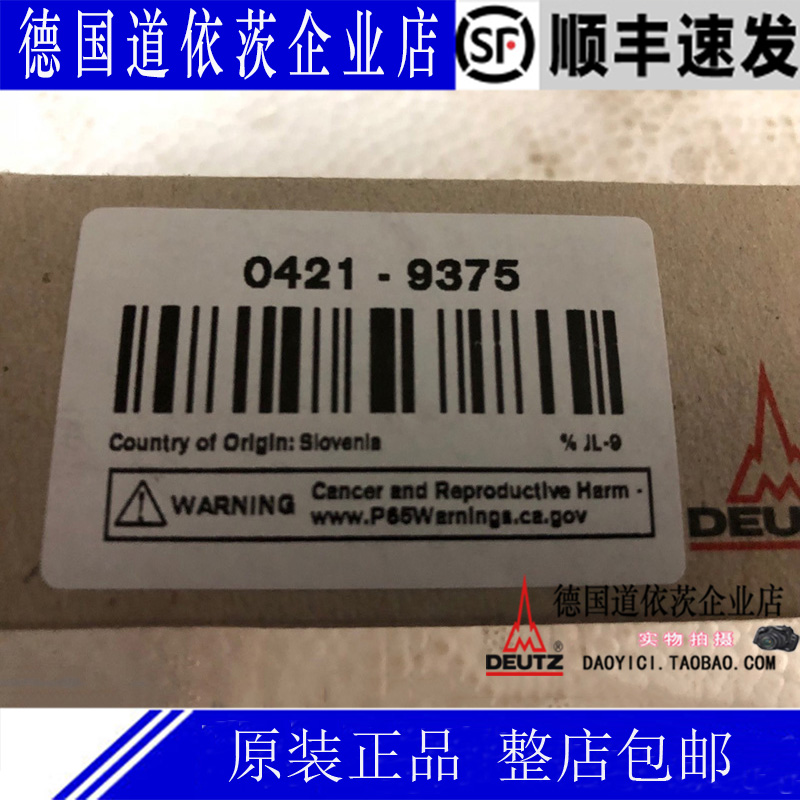 德国道依茨企业店
SF 顺丰速发
0421 - 9375
Country of Origin: Slovenia
% JL-9
WARNING
Cancer and Reproductive Harm -
www.P65Warnings.ca.gov
DEUTZ
德国道依茨企业店
实物拍摄
DEUTZ®
DAOYICI.TAOBAO.COM
原装正品 整店包邮